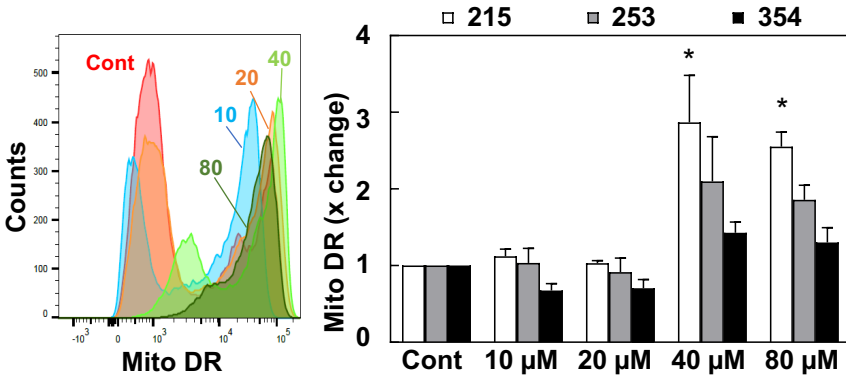 Cont
40
20
10
80
500
400
300
200
100
0
-10³ 0 10³ 10⁴ 10⁵
Counts
Mito DR
215 253 354
4
3
2
1
0
Mito DR (x change)
* *
Cont 10 µM 20 µM 40 µM 80 µM